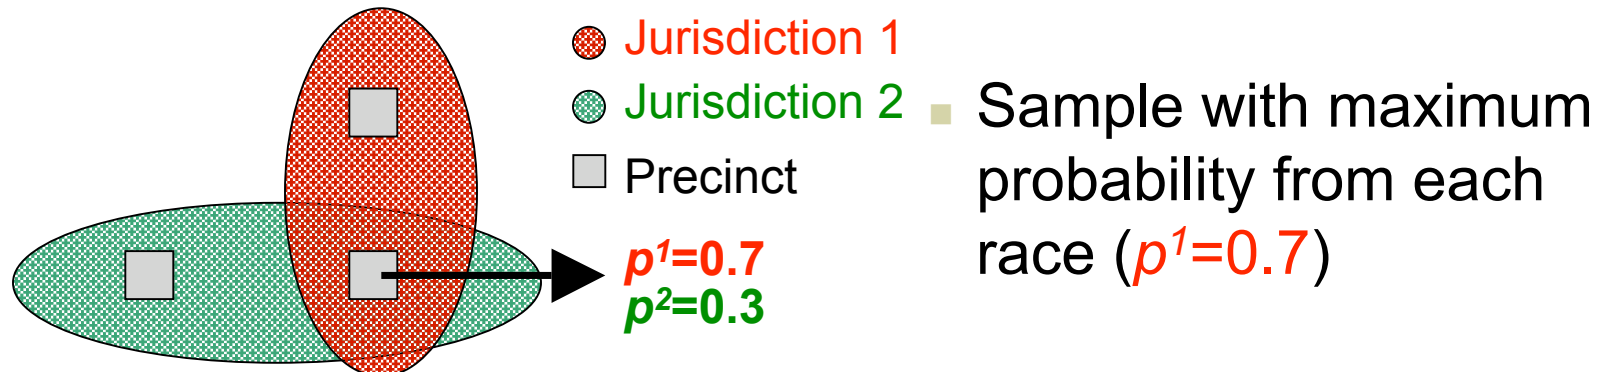 Jurisdiction 1
Jurisdiction 2
Precinct
p¹=0.7
p²=0.3
Sample with maximum
probability from each
race (p¹=0.7)